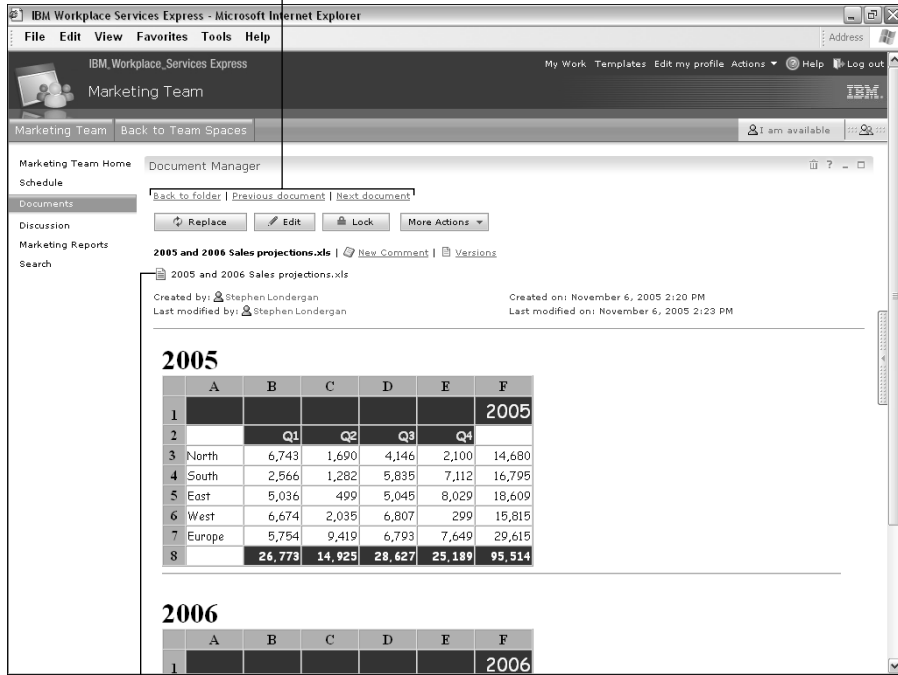 IBM Workplace Services Express - Microsoft Internet Explorer
File Edit View Favorites Tools Help Address
IBM_Workplace_Services Express My Work Templates Edit my profile Actions Help Log out
Marketing Team IBM.
Marketing Team Back to Team Spaces I am available
Marketing Team Home
Schedule
Documents
Discussion
Marketing Reports
Search
Document Manager
Back to folder | Previous document | Next document
Replace Edit Lock More Actions
2005 and 2006 Sales projections.xls | New Comment | Versions
2005 and 2006 Sales projections.xls
Created by: Stephen Londergan Created on: November 6, 2005 2:20 PM
Last modified by: Stephen Londergan Last modified on: November 6, 2005 2:23 PM
2005
A B C D E F
1 2005
2 Q1 Q2 Q3 Q4
3 North 6,743 1,690 4,146 2,100 14,680
4 South 2,566 1,282 5,835 7,112 16,795
5 East 5,036 499 5,045 8,029 18,609
6 West 6,674 2,035 6,807 299 15,815
7 Europe 5,754 9,419 6,793 7,649 29,615
8 26,773 14,925 28,627 25,189 95,514
2006
A B C D E F
1 2006